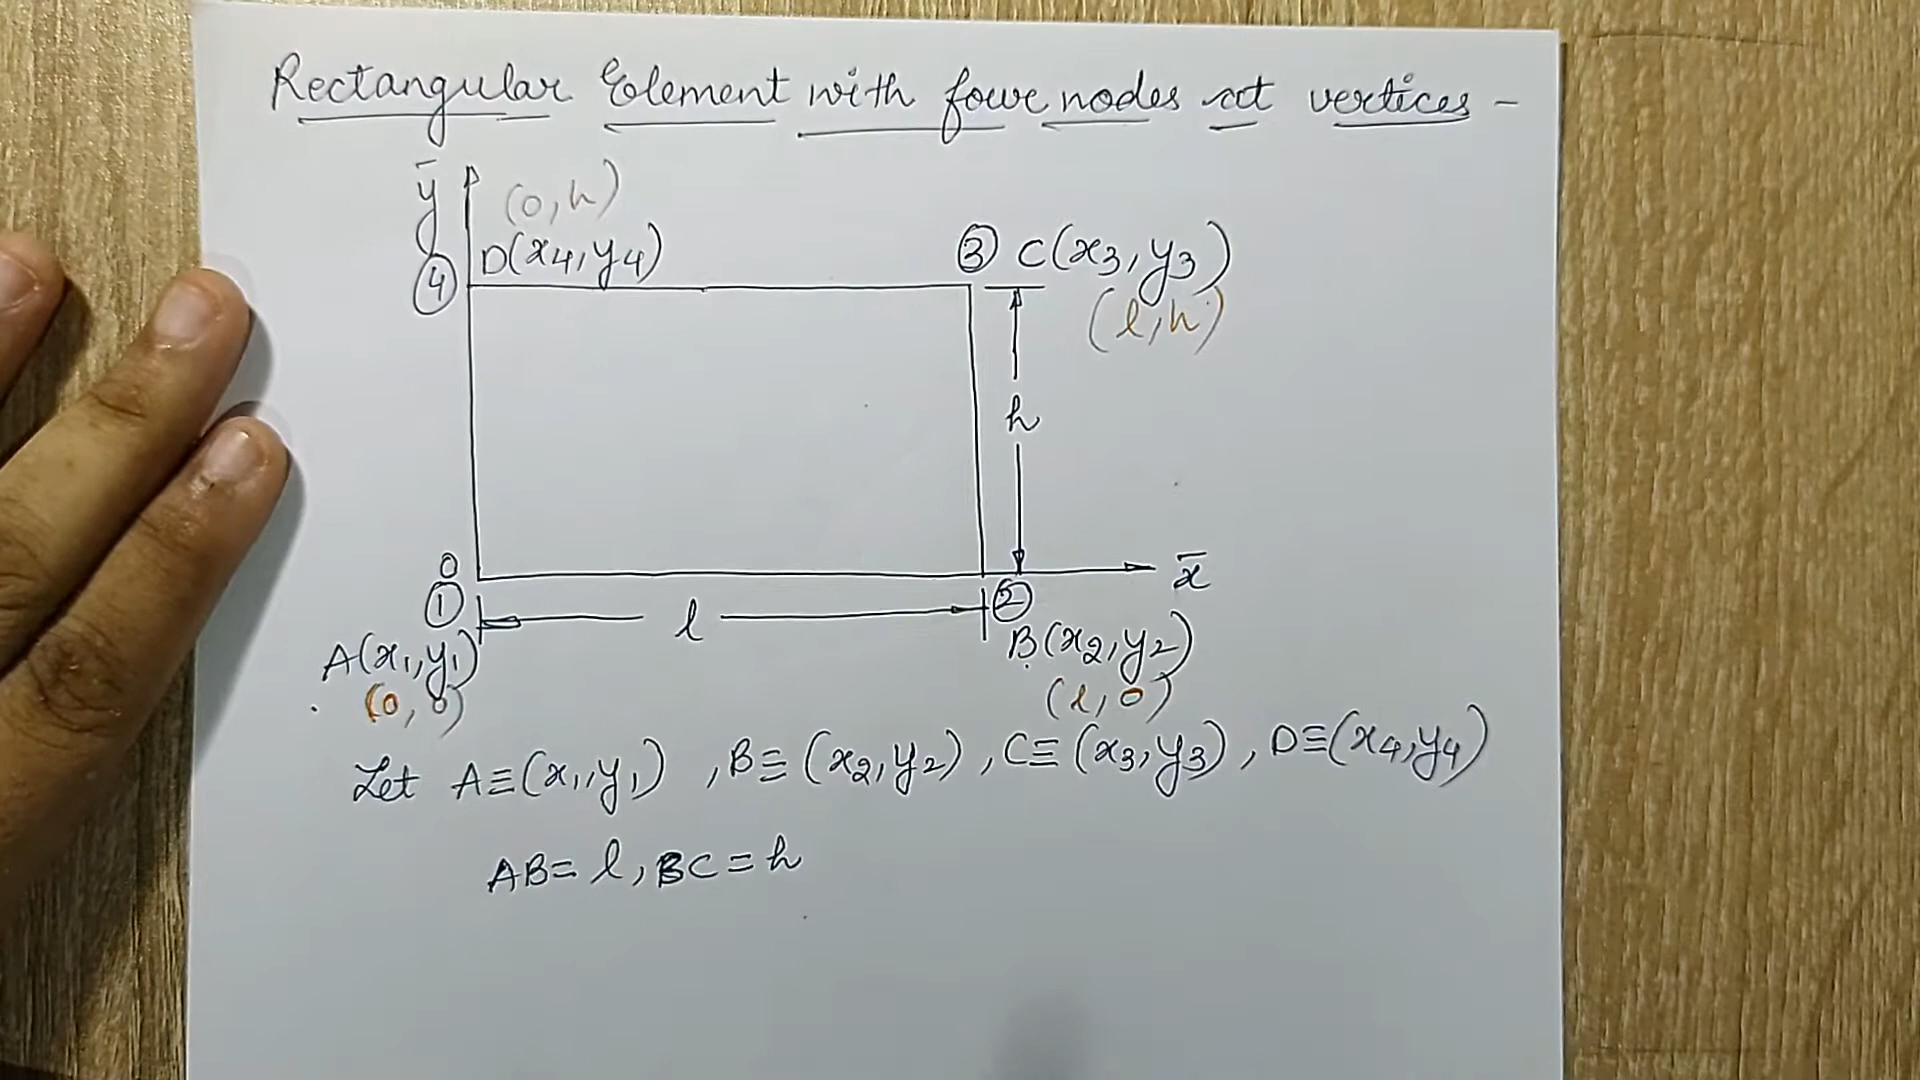 Rectangular Element with four nodes at vertices -
ȳ
(0,h)
④ D(x₄,y₄)
③ C(x₃,y₃)
(l,h)
h
0
x̄
①
②
l
A(x₁,y₁)
B(x₂,y₂)
(0,0)
(l,0)
Let A≡(x₁,y₁), B≡(x₂,y₂), C≡(x₃,y₃), D≡(x₄,y₄)
AB=l, BC=h